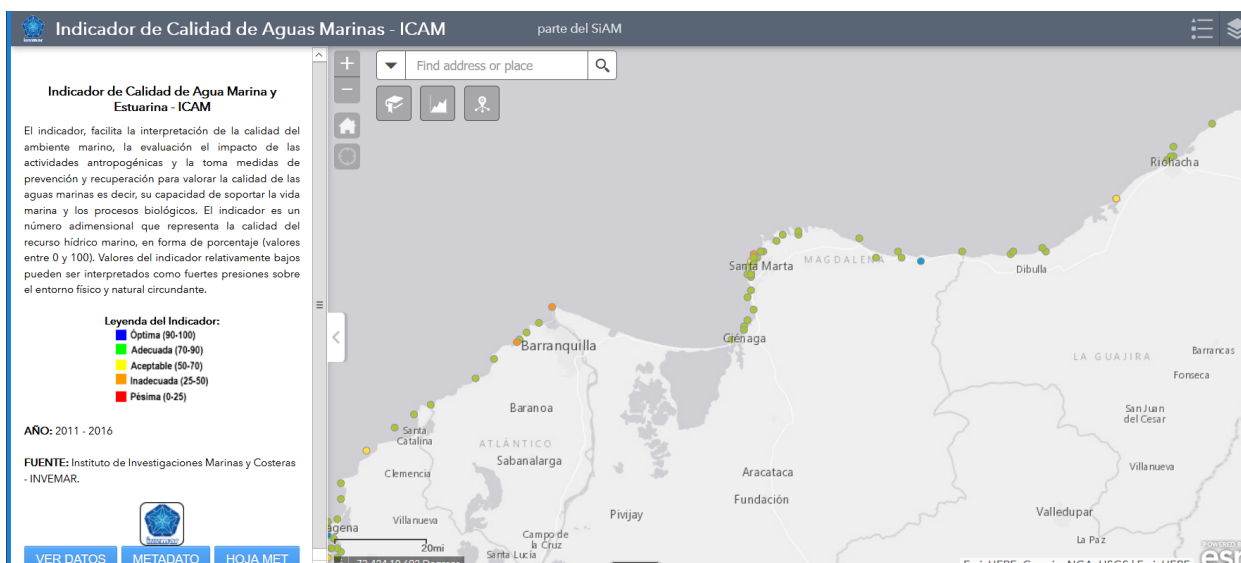 Indicador de Calidad de Aguas Marinas - ICAM
parte del SiAM
Indicador de Calidad de Agua Marina y
Estuarina - ICAM
El indicador, facilita la interpretación de la calidad del
ambiente marino, la evaluación el impacto de las
actividades antropogénicas y la toma medidas de
prevención y recuperación para valorar la calidad de las
aguas marinas es decir, su capacidad de soportar la vida
marina y los procesos biológicos. El indicador es un
número adimensional que representa la calidad del
recurso hídrico marino, en forma de porcentaje (valores
entre 0 y 100). Valores del indicador relativamente bajos
pueden ser interpretados como fuertes presiones sobre
el entorno físico y natural circundante.
Leyenda del Indicador:
Óptima (90-100)
Adecuada (70-90)
Aceptable (50-70)
Inadecuada (25-50)
Pèsima (0-25)
AÑO: 2011 - 2016
FUENTE: Instituto de Investigaciones Marinas y Costeras
- INVEMAR.
VER DATOS
METADATO
HOJA MET
Find address or place
Riohacha
Santa Marta
MAGDALENA
Dibulla
Ciénaga
Barranquilla
LA GUAJIRA
Barrancas
Fonseca
Baranoa
San Juan
del Cesar
Santa
Catalina
ATLÁNTICO
Sabanalarga
Clemencia
Aracataca
Villanueva
Fundación
Pivijay
Valledupar
Villanueva
agena
Campo de
la Cruz
La Paz
20mi
Santa Lucía